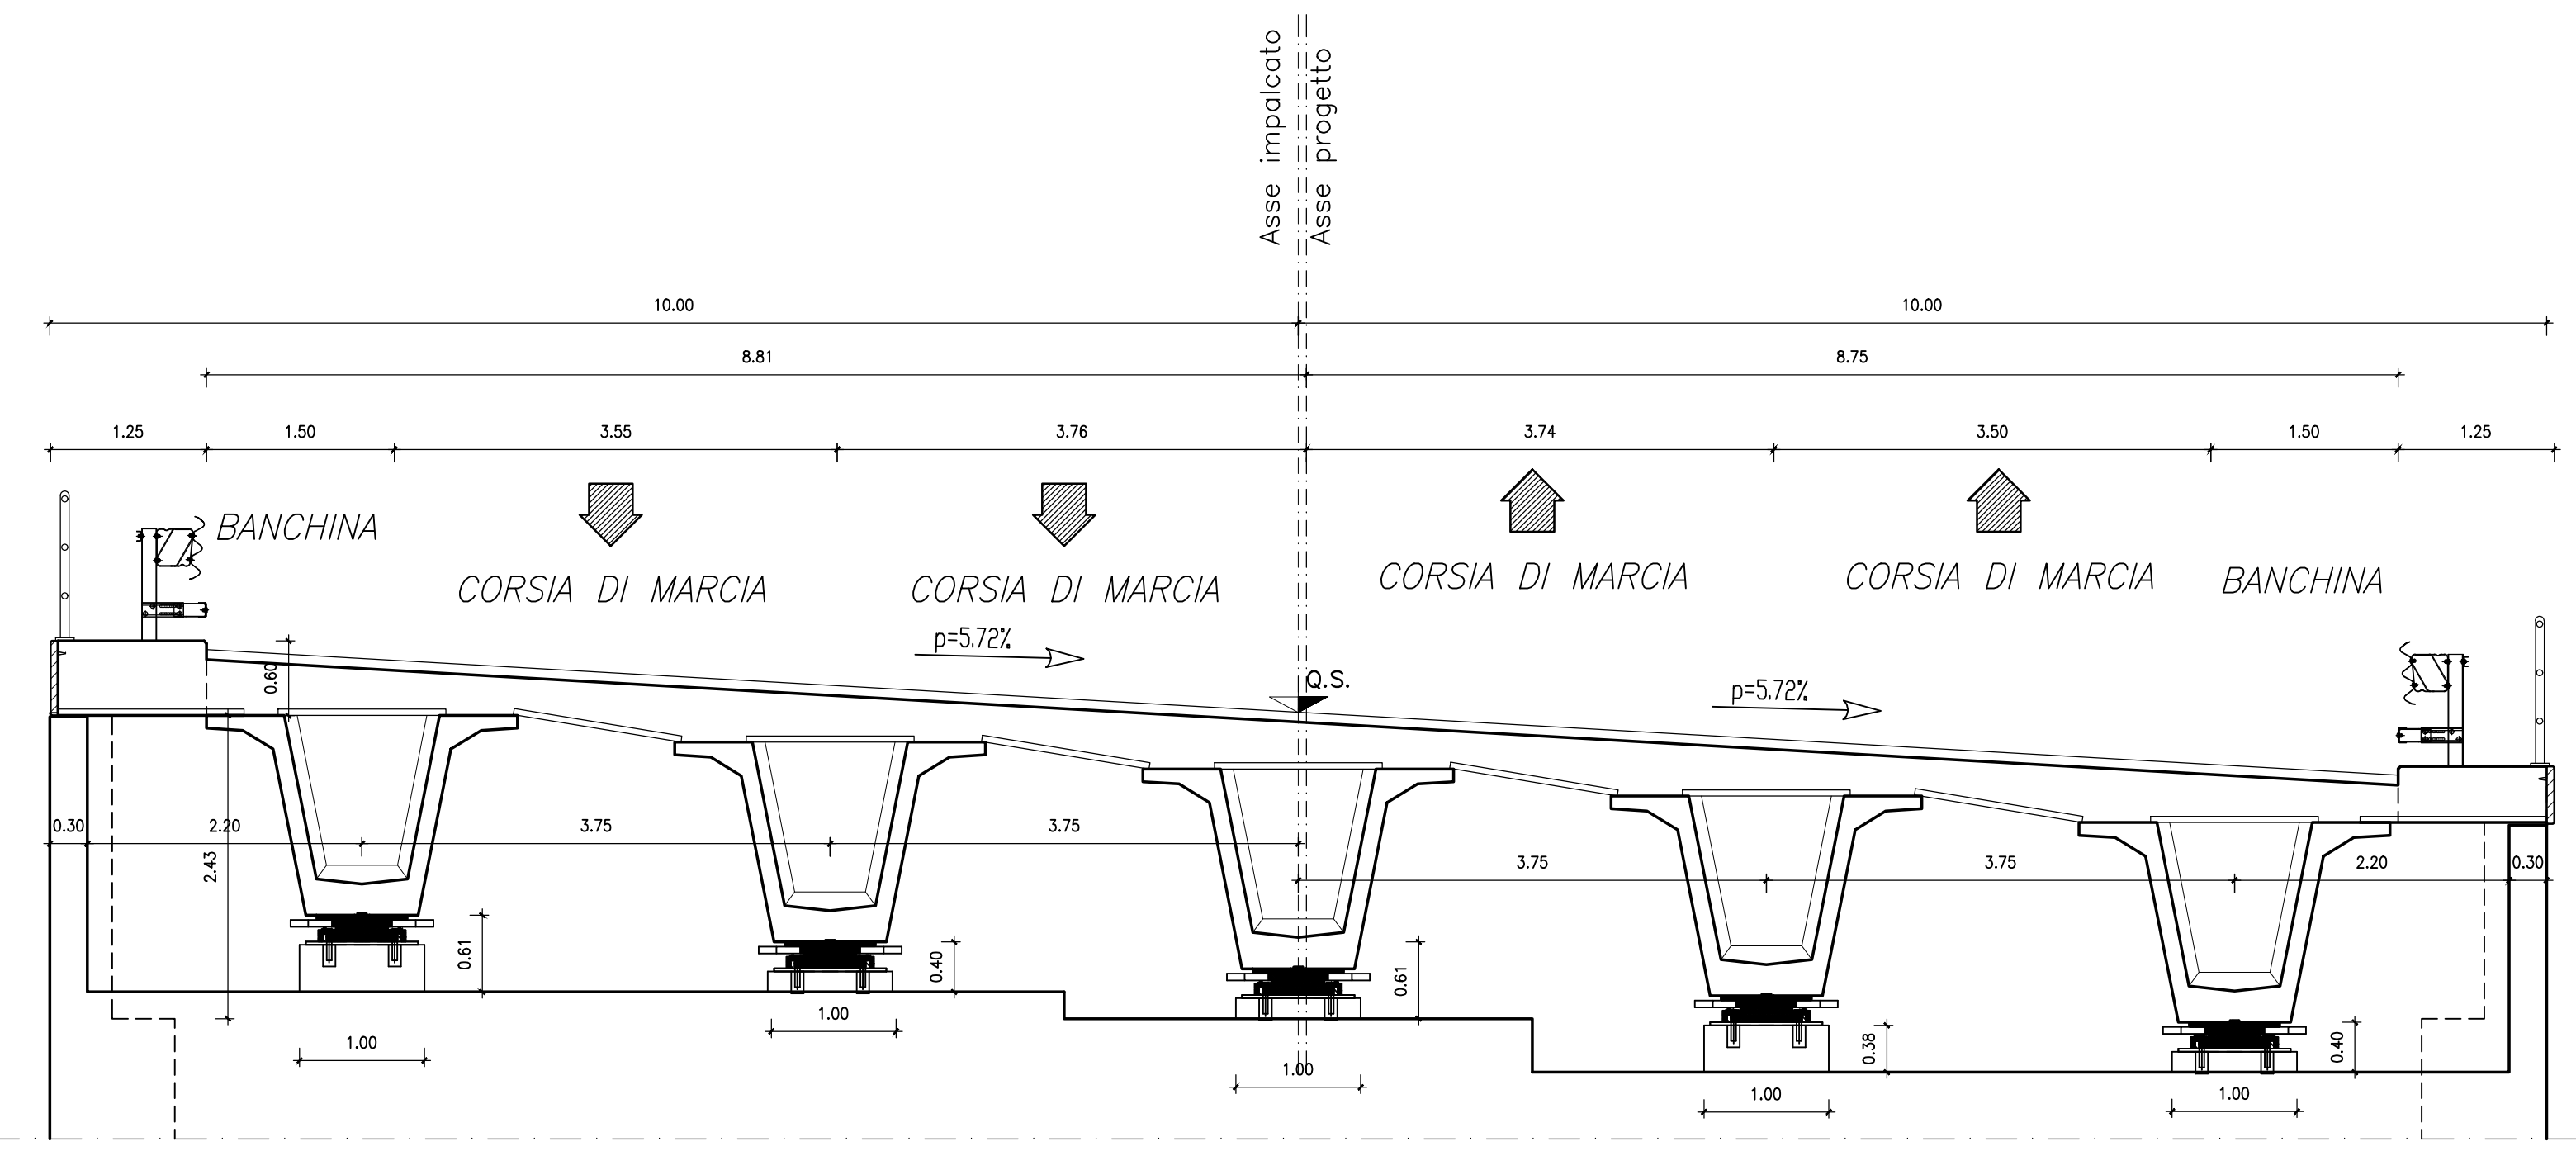 Asse impalcato
Asse progetto
10.00 10.00
8.81 8.75
1.25 1.50 3.55 3.76 3.74 3.50 1.50 1.25
BANCHINA
CORSIA DI MARCIA
CORSIA DI MARCIA
CORSIA DI MARCIA
CORSIA DI MARCIA
BANCHINA
p=5.72%
0.60
Q.S.
p=5.72%
0.30 2.20 3.75 3.75
2.43
3.75 3.75 2.20 0.30
0.61
0.40
0.61
0.38
0.40
1.00
1.00
1.00
1.00
1.00